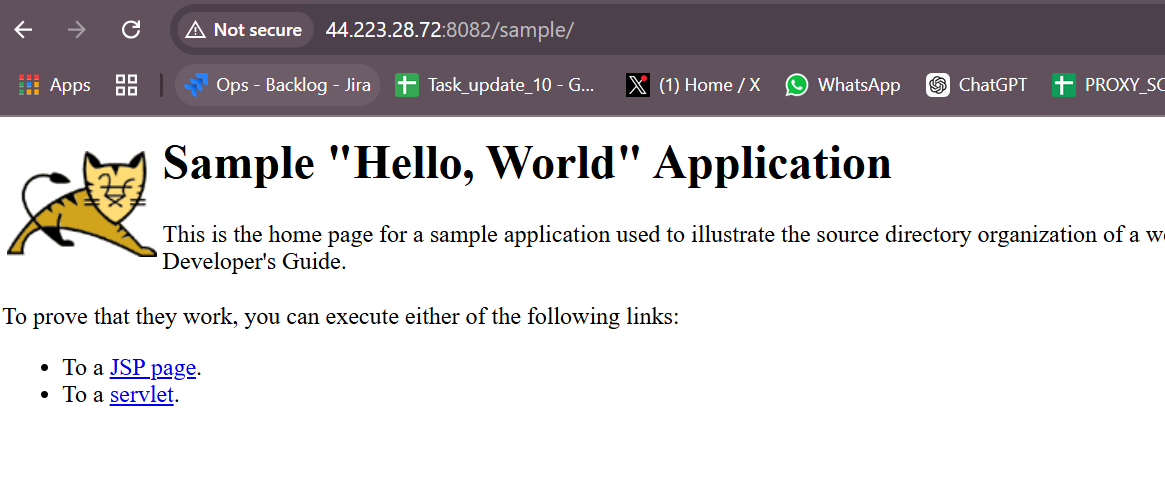 Not secure 44.223.28.72:8082/sample/
Apps Ops - Backlog - Jira Task_update_10 - G... (1) Home / X WhatsApp ChatGPT PROXY_SC
Sample "Hello, World" Application
This is the home page for a sample application used to illustrate the source directory organization of a
Developer's Guide.
To prove that they work, you can execute either of the following links:
• To a JSP page.
• To a servlet.